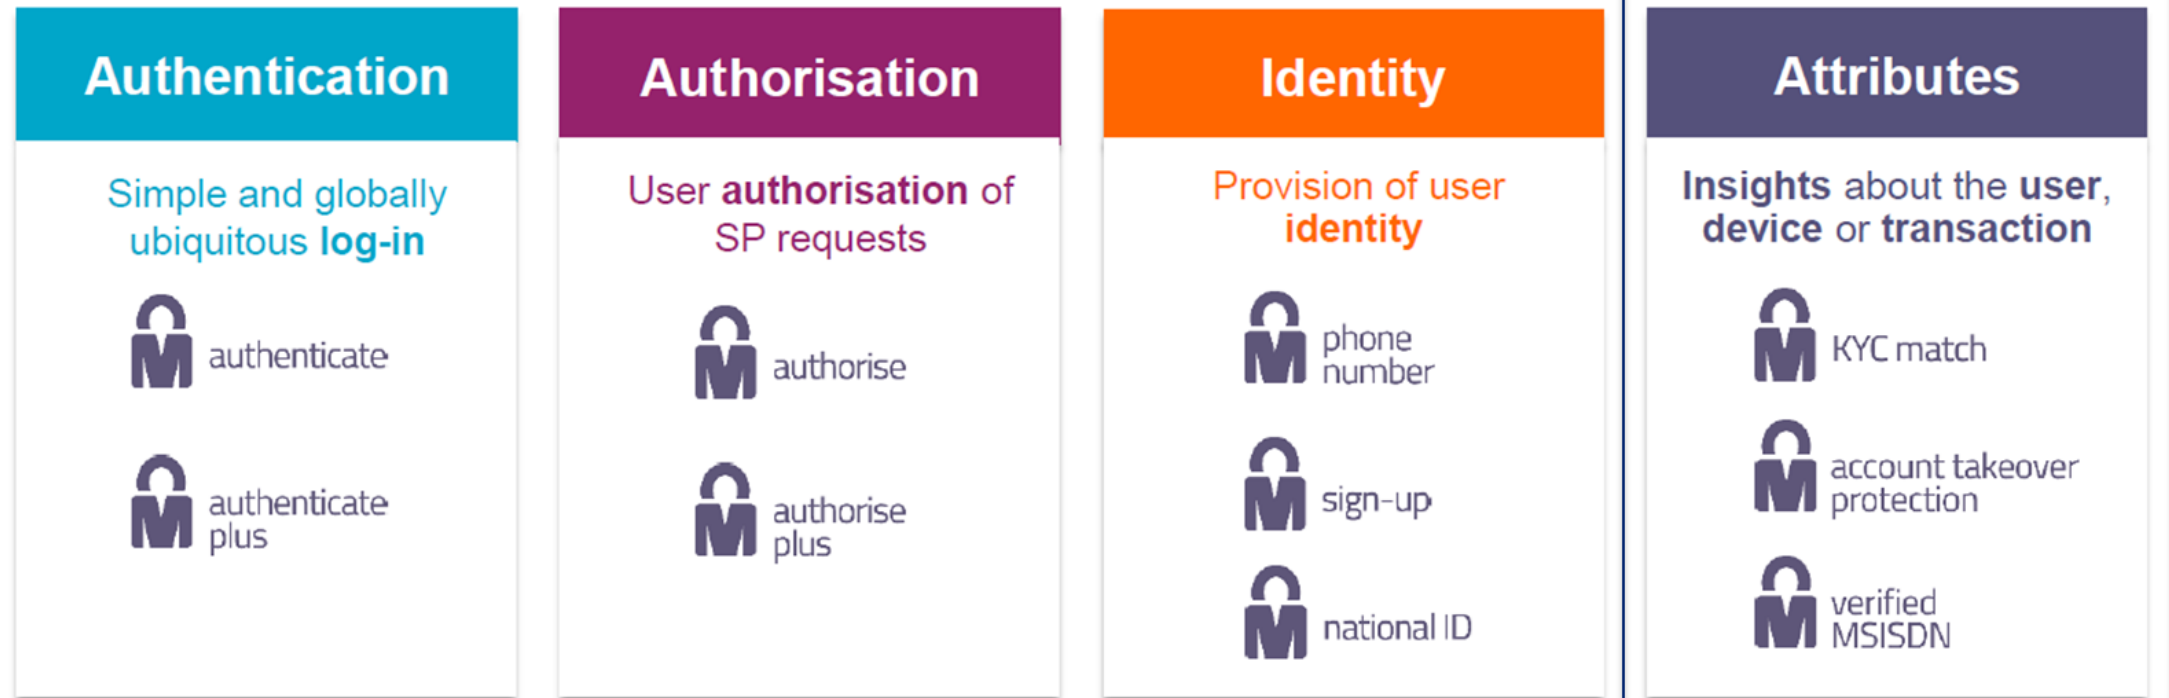 Authentication
Simple and globally
ubiquitous log-in
authenticate
authenticate
plus
Authorisation
User authorisation of
SP requests
authorise
authorise
plus
Identity
Provision of user
identity
phone
number
sign-up
national ID
Attributes
Insights about the user,
device or transaction
KYC match
account takeover
protection
verified
MSISDN